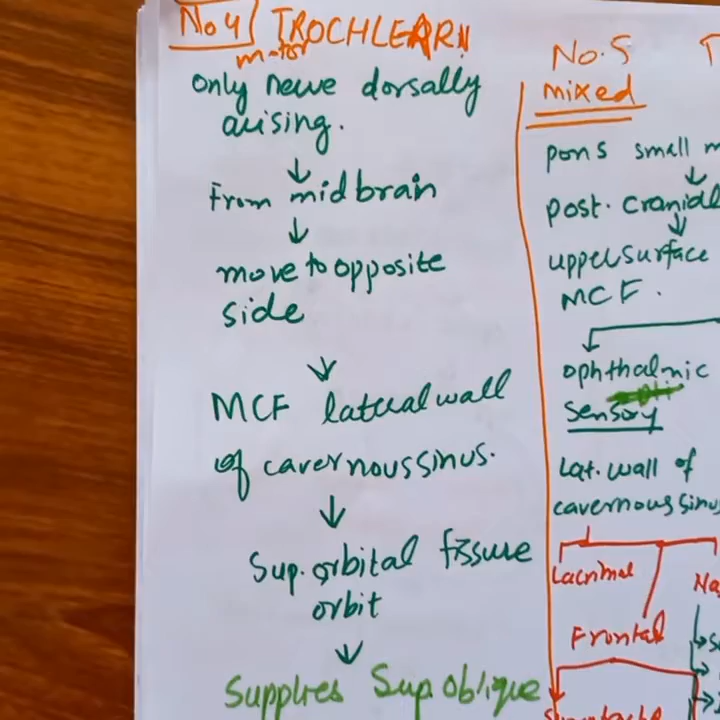 No 4 TROCHLEARN
motor
only nerve dorsally
arising.
↓
From midbrain
↓
move to opposite
side
↓
MCF lateral wall
of cavernous sinus.
↓
Sup. orbital fissure
orbit
↓
Supplies Sup oblique
No. 5
mixed
pons small
↓
post. cranial
↓
upper surface
MCF.
ophthalmic
sensory
Lat. wall of
cavernous sinus
Lacrimal
Na
Frontal